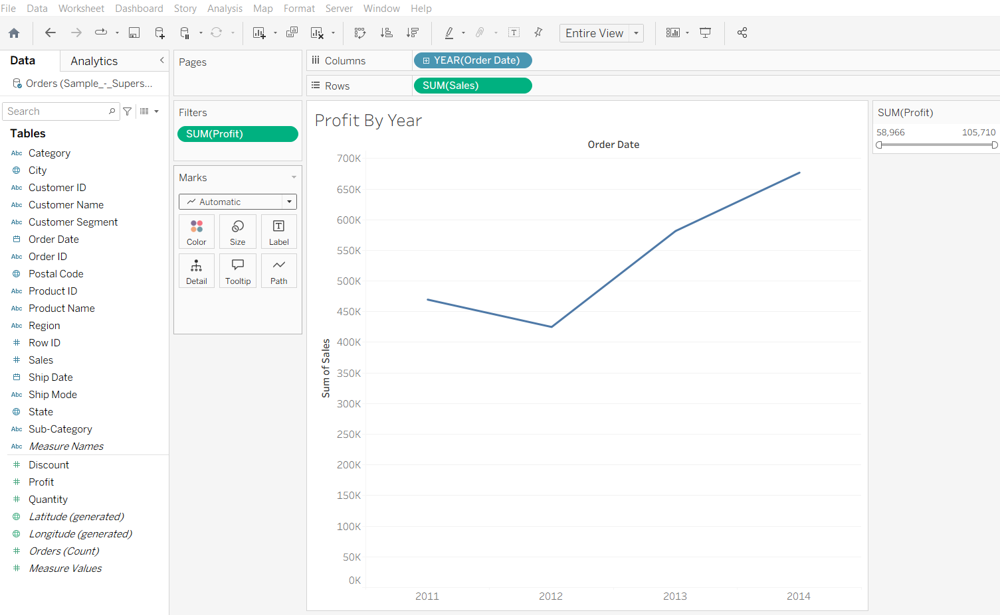 File Data Worksheet Dashboard Story Analysis Map Format Server Window Help
Entire View
Data
Analytics
Orders (Sample_-_Supers...
Search
Tables
Abc Category
City
Abc Customer ID
Abc Customer Name
Abc Customer Segment
Order Date
Abc Order ID
Postal Code
Abc Product ID
Abc Product Name
Abc Region
# Row ID
# Sales
Ship Date
Abc Ship Mode
State
Abc Sub-Category
Abc Measure Names
# Discount
# Profit
# Quantity
Latitude (generated)
Longitude (generated)
# Orders (Count)
# Measure Values
Pages
Filters
SUM(Profit)
Marks
Automatic
Color Size Label
Detail Tooltip Path
Columns
YEAR(Order Date)
Rows
SUM(Sales)
Profit By Year
Order Date
700K
650K
600K
550K
500K
450K
400K
350K
300K
250K
200K
150K
100K
50K
0K
Sum of Sales
2011 2012 2013 2014
SUM(Profit)
58,966 105,710